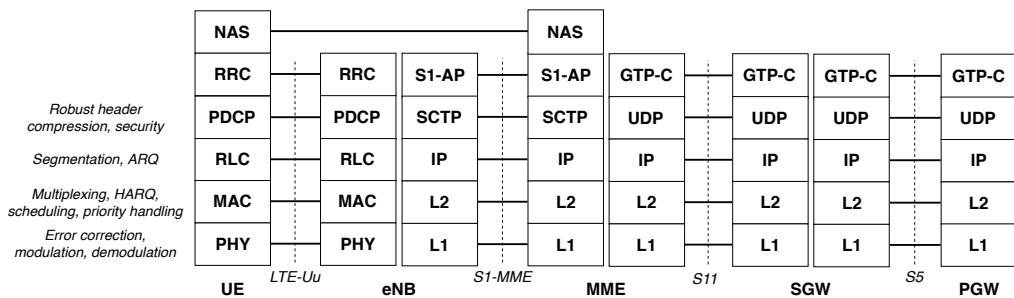 NAS NAS
RRC RRC S1-AP S1-AP GTP-C GTP-C GTP-C GTP-C
Robust header
compression, security
PDCP PDCP SCTP SCTP UDP UDP UDP UDP
Segmentation, ARQ RLC RLC IP IP IP IP IP IP
Multiplexing, HARQ,
scheduling, priority handling
MAC MAC L2 L2 L2 L2 L2 L2
Error correction,
modulation, demodulation
PHY PHY L1 L1 L1 L1 L1 L1
LTE-Uu S1-MME S11 S5
UE eNB MME SGW PGW